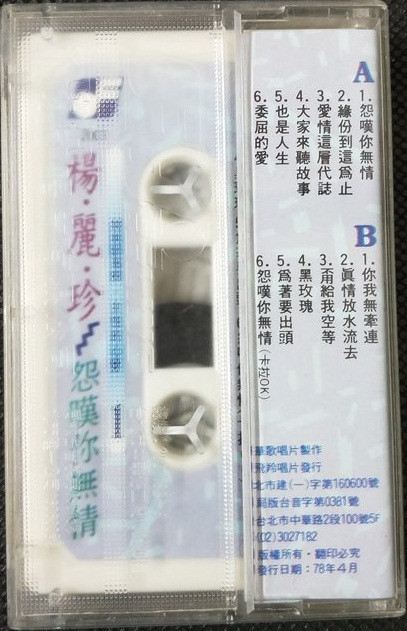 楊・麗・珍
怨嘆你無情
A
1.怨嘆你無情
2.緣份到這為止
3.愛情這層代誌
4.大家來聽故事
5.也是人生
6.委屈的愛
B
1.你我無牽連
2.眞情放水流去
3.甭給我空等
4.黑玫瑰
5.爲著要出頭
6.怨嘆你無情(卡拉OK)
歌唱片製作
羚唱片發行
北市建(一)字第160600號
局版台音字第0381號
台北市中華路2段100號5F
(02)3027182
版權所有・翻印必究
發行日期：78年4月